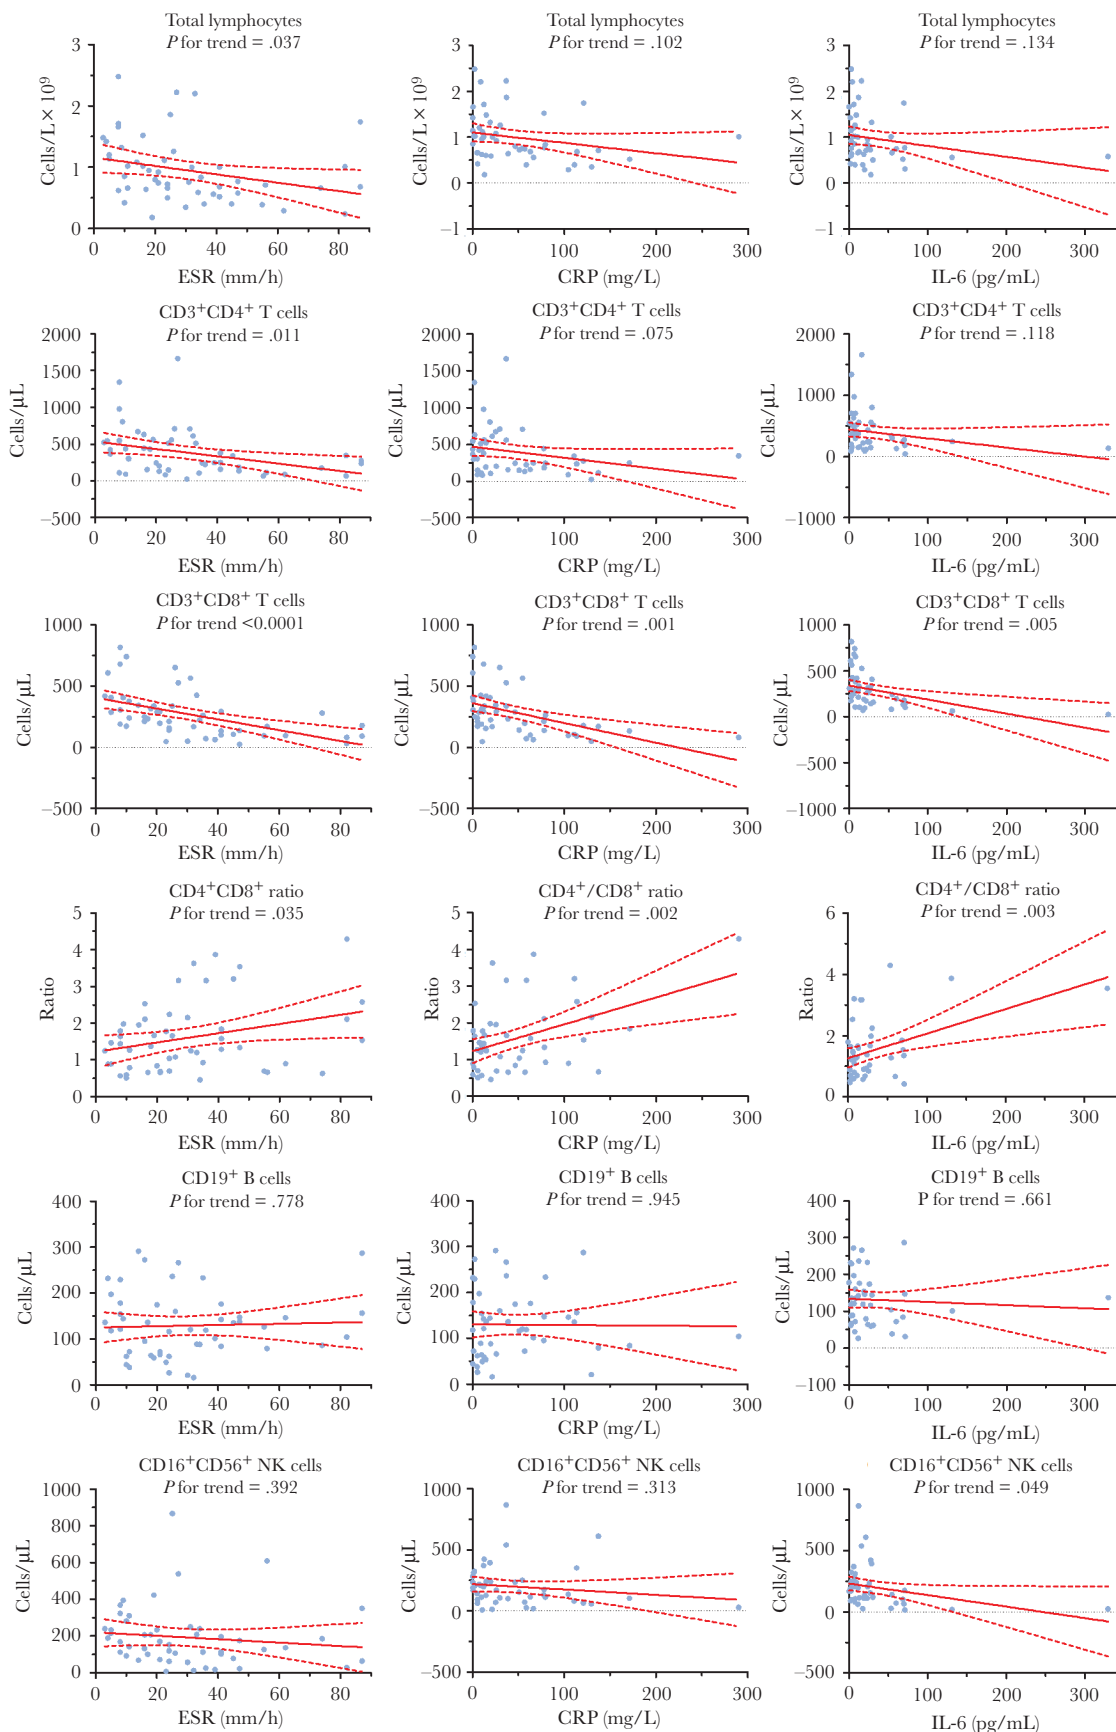 Total lymphocytes
P for trend = .037
3
2
1
0
Cells/L × 10⁹
0 20 40 60 80
ESR (mm/h)
Total lymphocytes
P for trend = .102
3
2
1
0
−1
Cells/L × 10⁹
0 100 200 300
CRP (mg/L)
Total lymphocytes
P for trend = .134
3
2
1
0
−1
Cells/L × 10⁹
0 100 200 300
IL-6 (pg/mL)
CD3⁺CD4⁺ T cells
P for trend = .011
2000
1500
1000
500
0
−500
Cells/μL
0 20 40 60 80
ESR (mm/h)
CD3⁺CD4⁺ T cells
P for trend = .075
2000
1500
1000
500
0
−500
Cells/μL
0 100 200 300
CRP (mg/L)
CD3⁺CD4⁺ T cells
P for trend = .118
2000
1000
0
−1000
Cells/μL
0 100 200 300
IL-6 (pg/mL)
CD3⁺CD8⁺ T cells
P for trend <0.0001
1000
500
0
−500
Cells/μL
0 20 40 60 80
ESR (mm/h)
CD3⁺CD8⁺ T cells
P for trend = .001
1000
500
0
−500
Cells/μL
0 100 200 300
CRP (mg/L)
CD3⁺CD8⁺ T cells
P for trend = .005
1000
500
0
−500
−1000
Cells/μL
0 100 200 300
IL-6 (pg/mL)
CD4⁺CD8⁺ ratio
P for trend = .035
5
4
3
2
1
0
Ratio
0 20 40 60 80
ESR (mm/h)
CD4⁺/CD8⁺ ratio
P for trend = .002
5
4
3
2
1
0
Ratio
0 100 200 300
CRP (mg/L)
CD4⁺/CD8⁺ ratio
P for trend = .003
6
4
2
0
Ratio
0 100 200 300
IL-6 (pg/mL)
CD19⁺ B cells
P for trend = .778
400
300
200
100
0
Cells/μL
0 20 40 60 80
ESR (mm/h)
CD19⁺ B cells
P for trend = .945
400
300
200
100
0
Cells/μL
0 100 200 300
CRP (mg/L)
CD19⁺ B cells
P for trend = .661
400
300
200
100
0
−100
Cells/μL
0 100 200 300
IL-6 (pg/mL)
CD16⁺CD56⁺ NK cells
P for trend = .392
1000
800
600
400
200
0
Cells/μL
0 20 40 60 80
ESR (mm/h)
CD16⁺CD56⁺ NK cells
P for trend = .313
1000
500
0
−500
Cells/μL
0 100 200 300
CRP (mg/L)
CD16⁺CD56⁺ NK cells
P for trend = .049
1000
500
0
−500
Cells/μL
0 100 200 300
IL-6 (pg/mL)